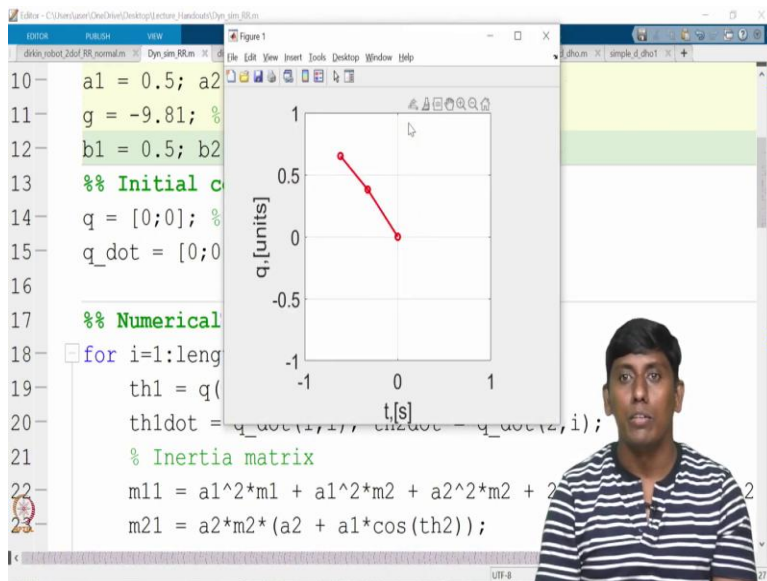 Editor - C:\Users\user\OneDrive\Desktop\Lecture_Handouts\Dyn_sim_RR.m
EDITOR PUBLISH VIEW
dirkin_robot_2dof_RR_normal.m Dyn_sim_RR.m d_dho.m simple_d_dho1
Figure 1
File Edit View Insert Tools Desktop Window Help
10 a1 = 0.5; a2
11 g = -9.81; %
12 b1 = 0.5; b2
13 %% Initial c
14 q = [0;0]; %
15 q_dot = [0;0
16
17 %% Numerical
18 for i=1:leng
19 th1 = q(
20 th1dot = q_dot(1,i); th2dot = q_dot(2,i);
21 % Inertia matrix
22 m11 = a1^2*m1 + a1^2*m2 + a2^2*m2 + 2
23 m21 = a2*m2*(a2 + a1*cos(th2));
1
0.5
0
-0.5
-1
q,[units]
-1 0 1
t,[s]
UTF-8